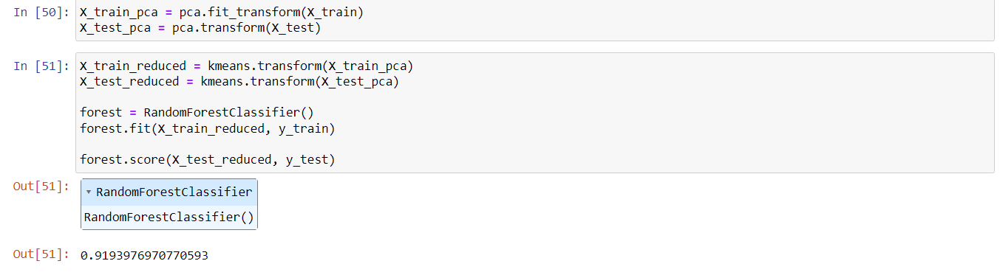 In [50]: X_train_pca = pca.fit_transform(X_train)
X_test_pca = pca.transform(X_test)
In [51]: X_train_reduced = kmeans.transform(X_train_pca)
X_test_reduced = kmeans.transform(X_test_pca)
forest = RandomForestClassifier()
forest.fit(X_train_reduced, y_train)
forest.score(X_test_reduced, y_test)
Out[51]: ▾ RandomForestClassifier
RandomForestClassifier()
Out[51]: 0.9193976970770593